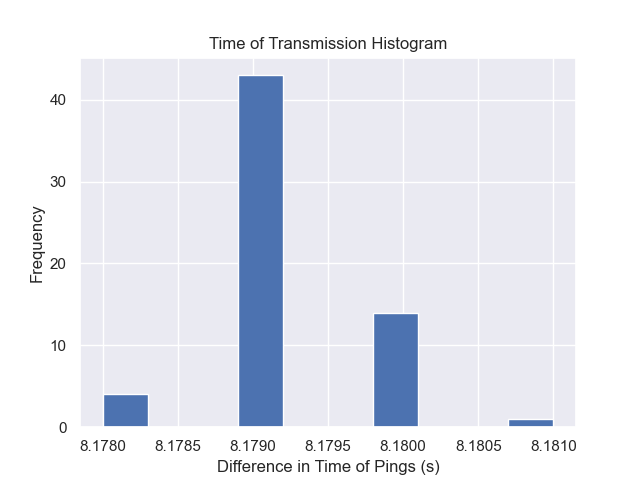 Time of Transmission Histogram
40
30
20
10
0
Frequency
8.1780 8.1785 8.1790 8.1795 8.1800 8.1805 8.1810
Difference in Time of Pings (s)